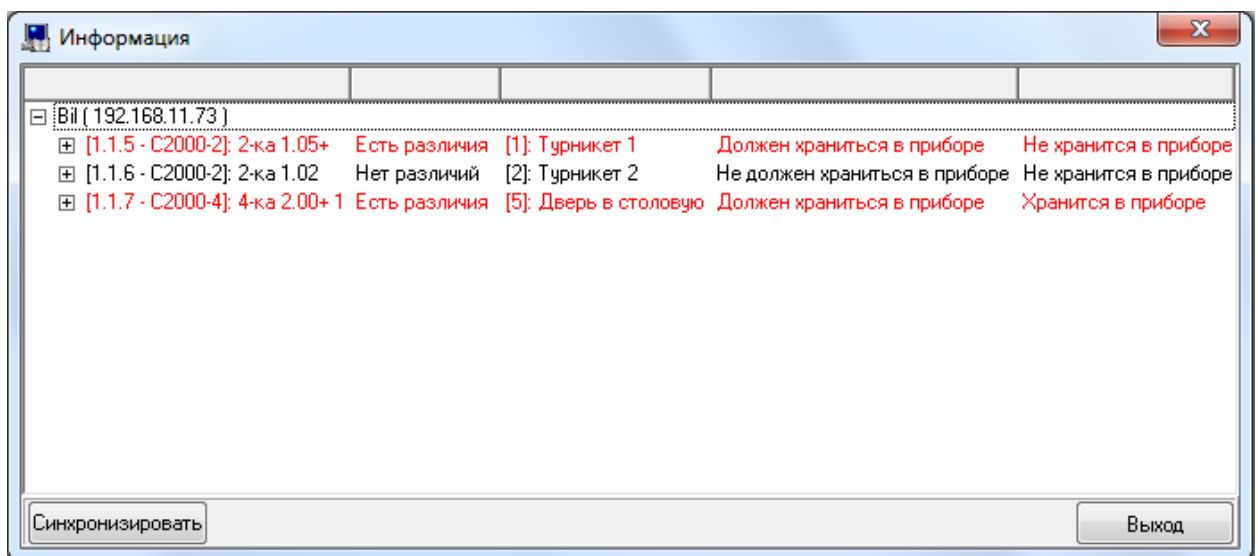 Информация
Bil ( 192.168.11.73 )
[1.1.5 - С2000-2]: 2-ка 1.05+ Есть различия [1]: Турникет 1 Должен храниться в приборе Не хранится в приборе
[1.1.6 - С2000-2]: 2-ка 1.02 Нет различий [2]: Турникет 2 Не должен храниться в приборе Не хранится в приборе
[1.1.7 - С2000-4]: 4-ка 2.00+ 1 Есть различия [5]: Дверь в столовую Должен храниться в приборе Хранится в приборе
Синхронизировать Выход